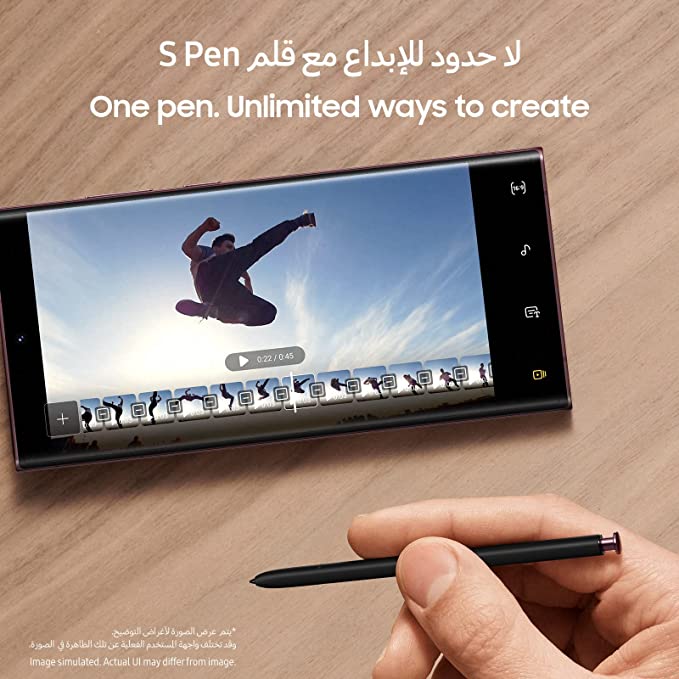 لا حدود للإبداع مع قلم S Pen
One pen. Unlimited ways to create
16:9
0:22 / 0:45
*يتم عرض الصورة لأغراض التوضيح.
وقد تختلف واجهة المستخدم الفعلية عن تلك الظاهرة في الصورة.
Image simulated. Actual UI may differ from image.